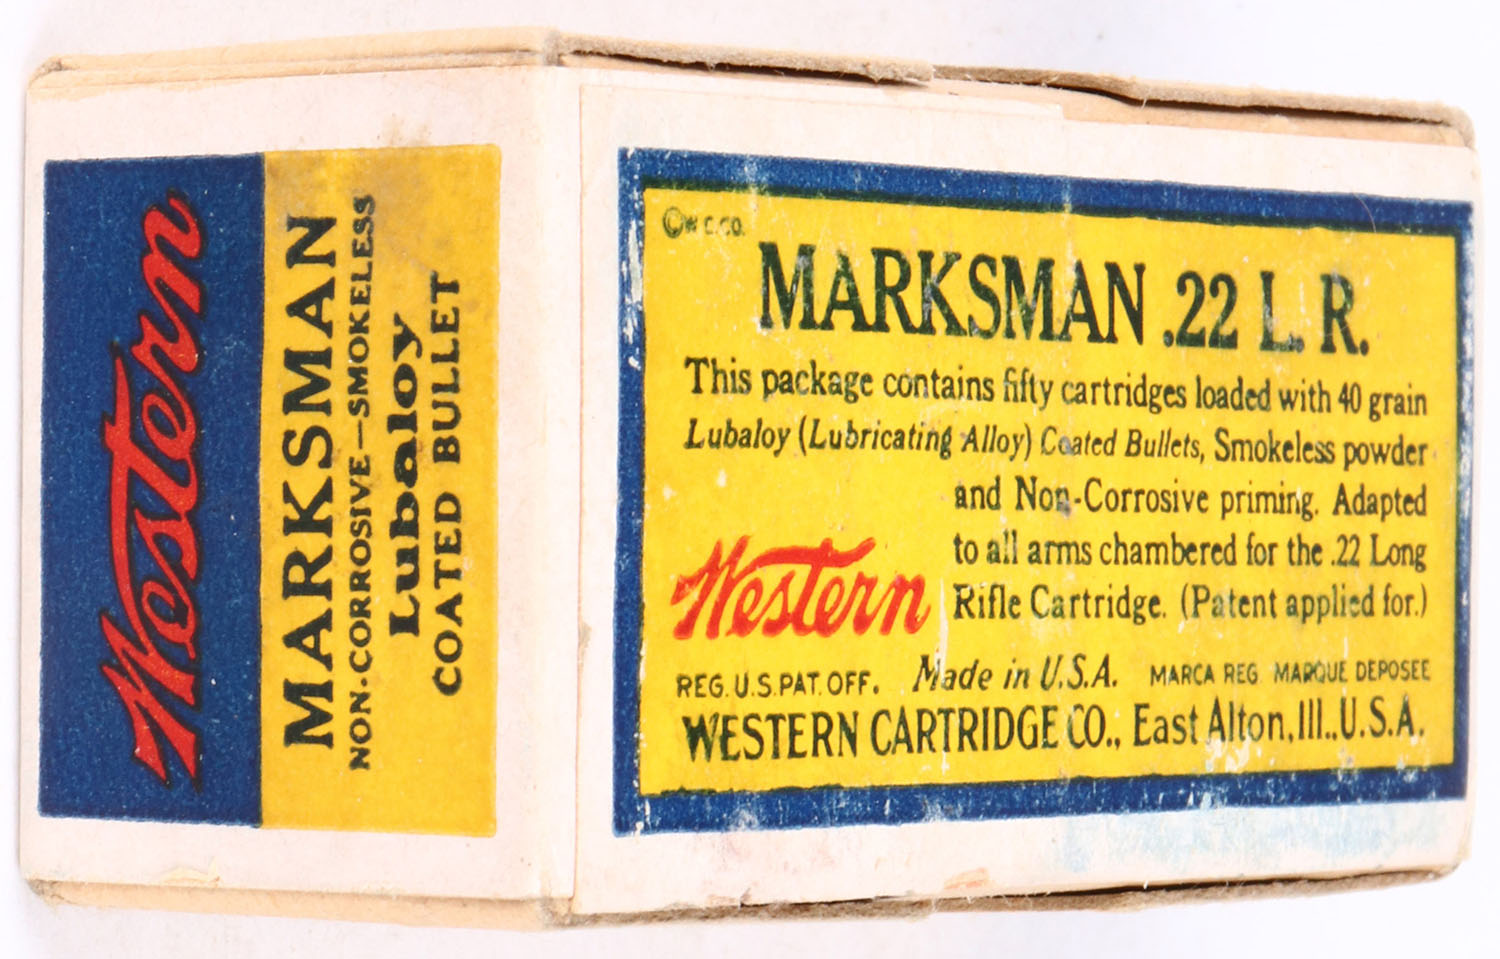 Western
MARKSMAN
NON-CORROSIVE-SMOKELESS
Lubaloy
COATED BULLET
©W.C.CO.
MARKSMAN .22 L. R.
This package contains fifty cartridges loaded with 40 grain
Lubaloy (Lubricating Alloy) Coated Bullets, Smokeless powder
and Non-Corrosive priming. Adapted
to all arms chambered for the .22 Long
Western Rifle Cartridge. (Patent applied for.)
REG. U.S. PAT. OFF. Made in U.S.A. MARCA REG. MARQUE DEPOSEE
WESTERN CARTRIDGE CO., East Alton, Ill., U.S.A.